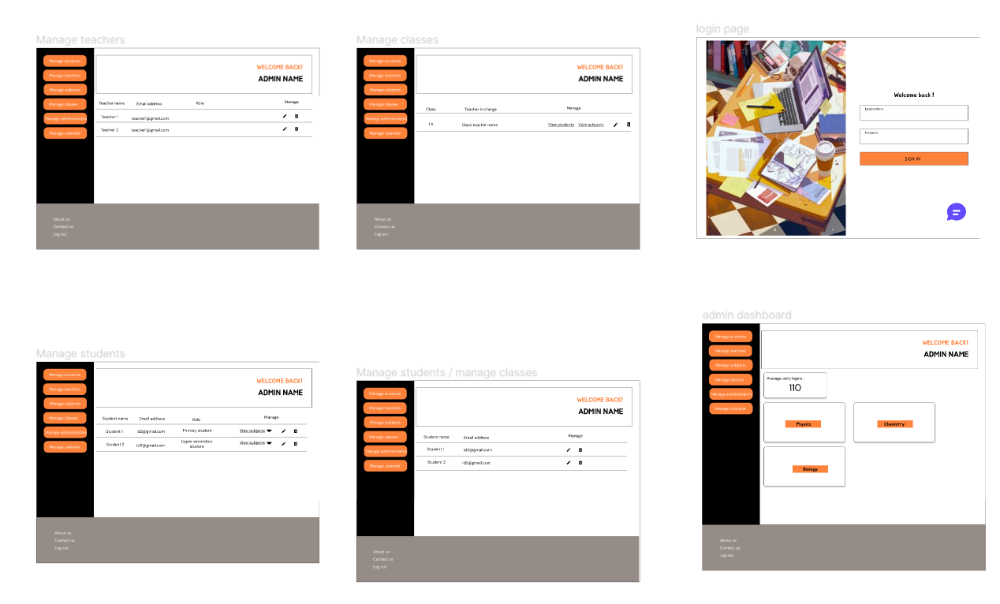 Manage teachers
Manage students
Manage teachers
Manage subjects
Manage classes
Manage administrators
Manage calendar
WELCOME BACK!
ADMIN NAME
Teacher name Email address Role Manage
Teacher 1 teacher1@gmail.com
Teacher 2 teacher@gmail.com
About us
Contact us
Log out
Manage classes
Manage students
Manage teachers
Manage subjects
Manage classes
Manage administrators
Manage calendar
WELCOME BACK!
ADMIN NAME
Class Teacher in charge Manage
1A Class teacher name View students View subjects
About us
Contact us
Log out
login page
Welcome back !
Password
SIGN IN
Manage students
Manage students
Manage teachers
Manage subjects
Manage classes
Manage administrators
Manage calendar
WELCOME BACK!
ADMIN NAME
Student name Email address Role Manage
Student 1 id2@gmail.com Primary student View subjects
Student 2 id2@gmail.com Upper secondary student View subjects
About us
Contact us
Log out
Manage students / manage classes
Manage students
Manage teachers
Manage subjects
Manage classes
Manage administrators
Manage calendar
WELCOME BACK!
ADMIN NAME
Student name Email address Manage
Student 1 id2@gmail.com
Student 2 id2@gmail.com
About us
Contact us
Log out
admin dashboard
Manage students
Manage teachers
Manage subjects
Manage classes
Manage administrators
Manage calendar
WELCOME BACK!
ADMIN NAME
Average daily logins :
110
Physics
Chemistry
Biology
About us
Contact us
Log out